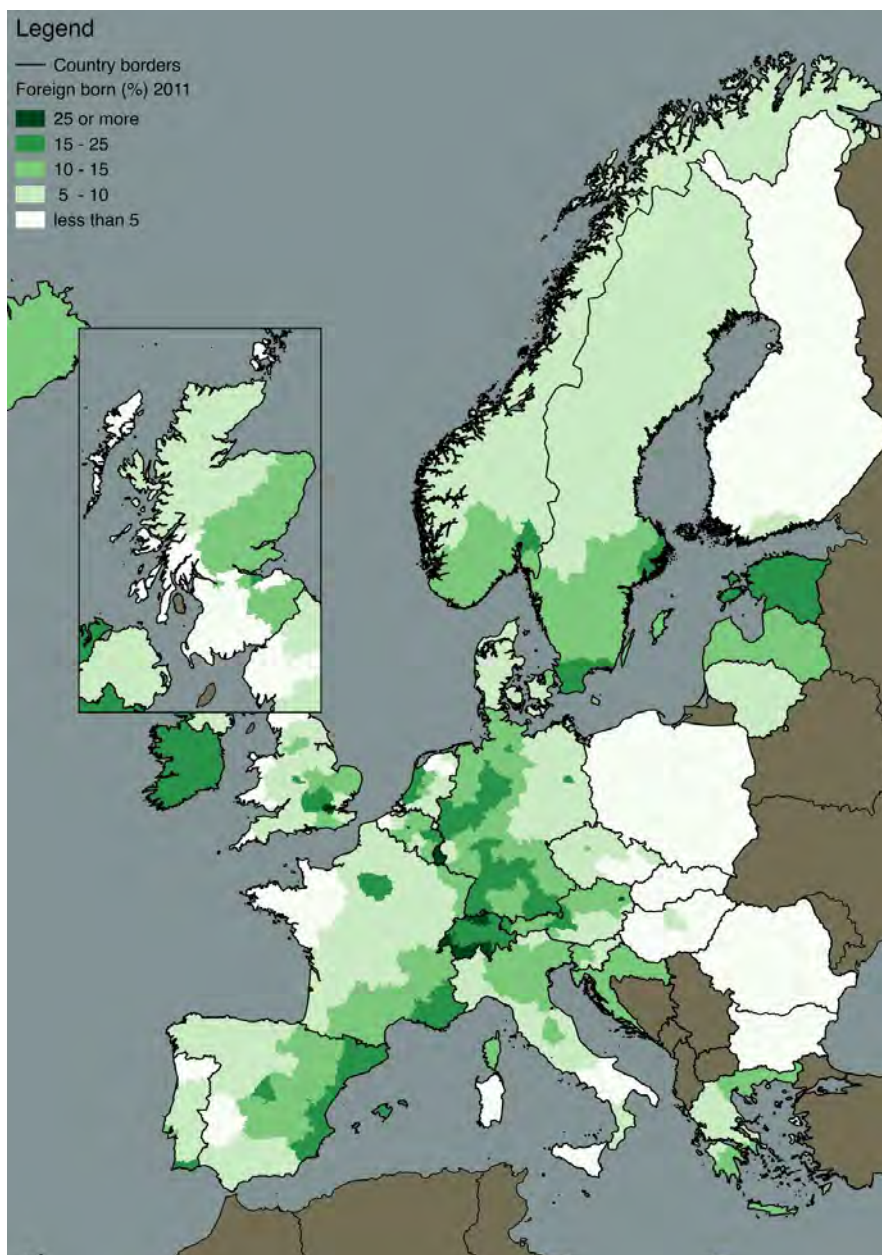 Legend
Country borders
Foreign born (%) 2011
25 or more
15 - 25
10 - 15
5 - 10
less than 5